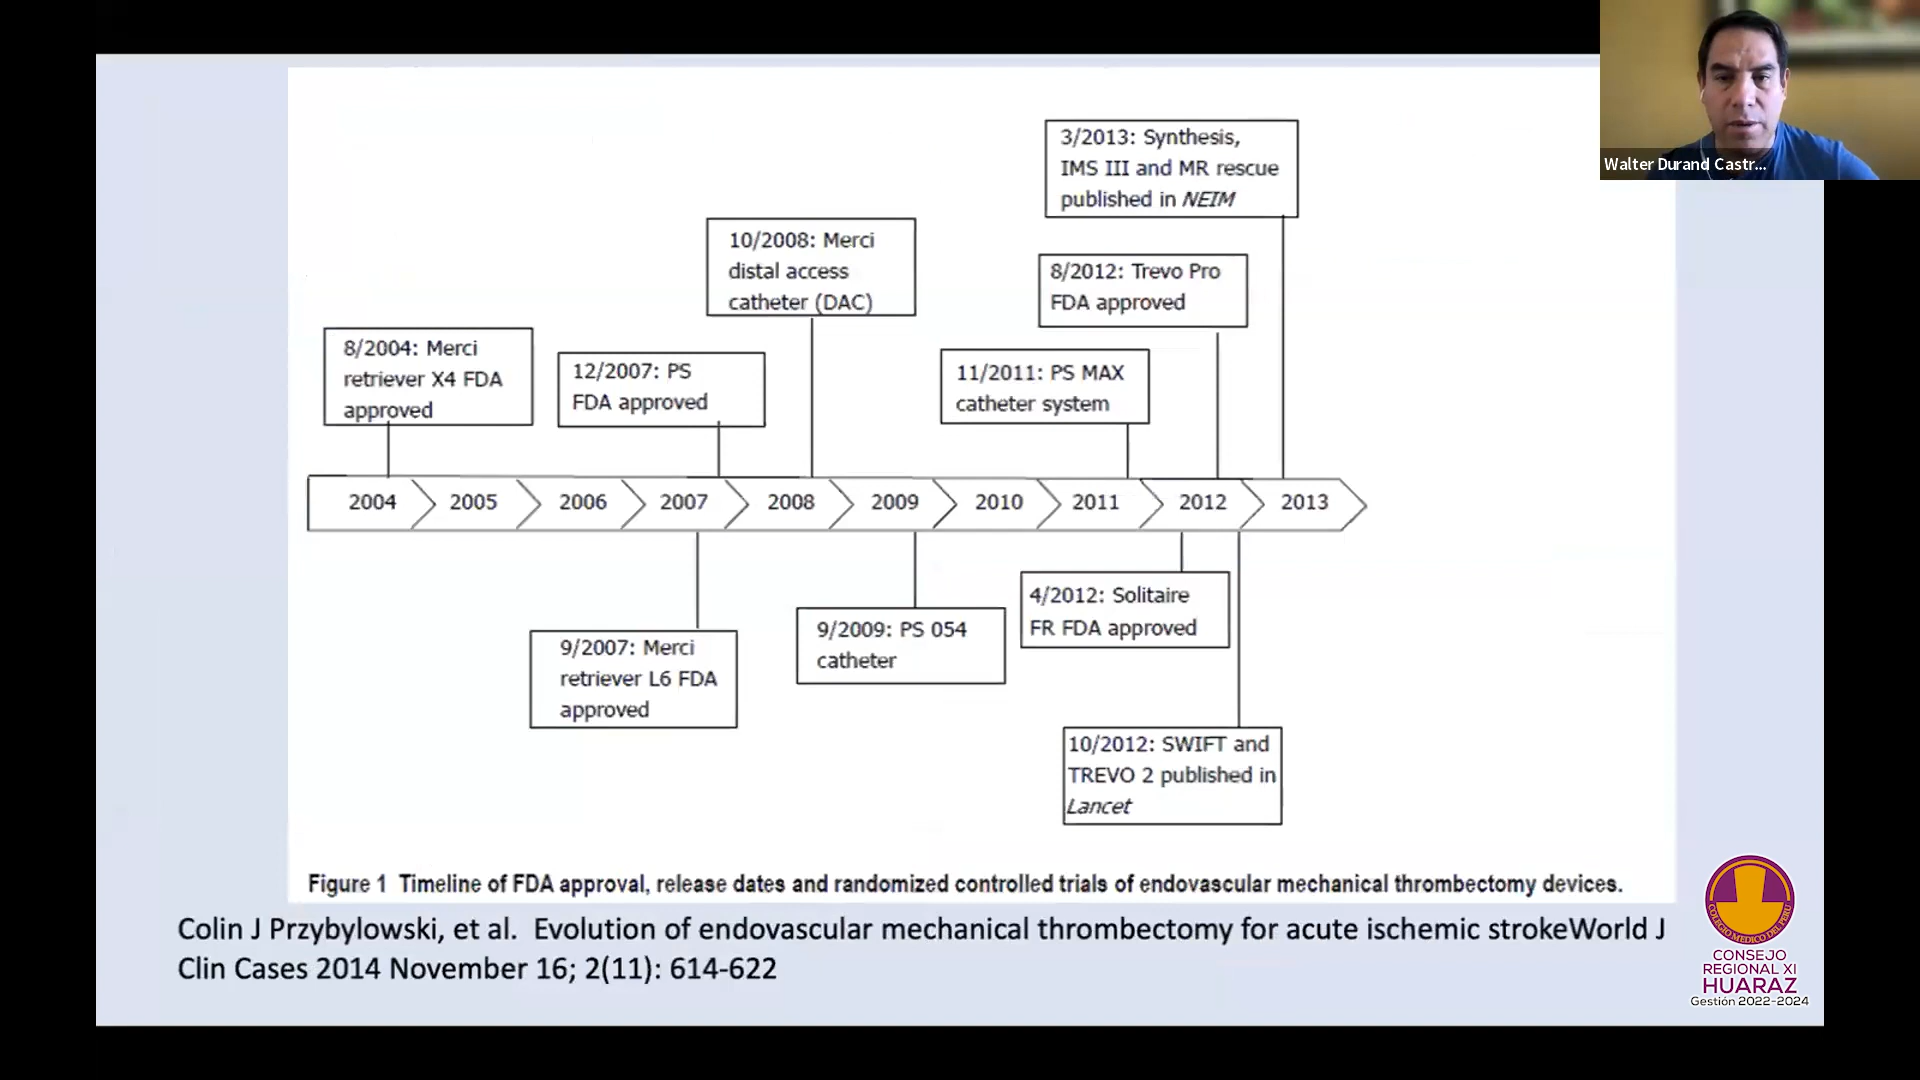 Walter Durand Castr...
3/2013: Synthesis,
IMS III and MR rescue
published in NEIM
10/2008: Merci
distal access
catheter (DAC)
8/2012: Trevo Pro
FDA approved
8/2004: Merci
retriever X4 FDA
approved
12/2007: PS
FDA approved
11/2011: PS MAX
catheter system
2004 2005 2006 2007 2008 2009 2010 2011 2012 2013
9/2007: Merci
retriever L6 FDA
approved
9/2009: PS 054
catheter
4/2012: Solitaire
FR FDA approved
10/2012: SWIFT and
TREVO 2 published in
Lancet
Figure 1 Timeline of FDA approval, release dates and randomized controlled trials of endovascular mechanical thrombectomy devices.
Colin J Przybylowski, et al. Evolution of endovascular mechanical thrombectomy for acute ischemic strokeWorld J
Clin Cases 2014 November 16; 2(11): 614-622
COLEGIO MEDICO DEL PERU
CONSEJO
REGIONAL XI
HUARAZ
Gestión 2022-2024